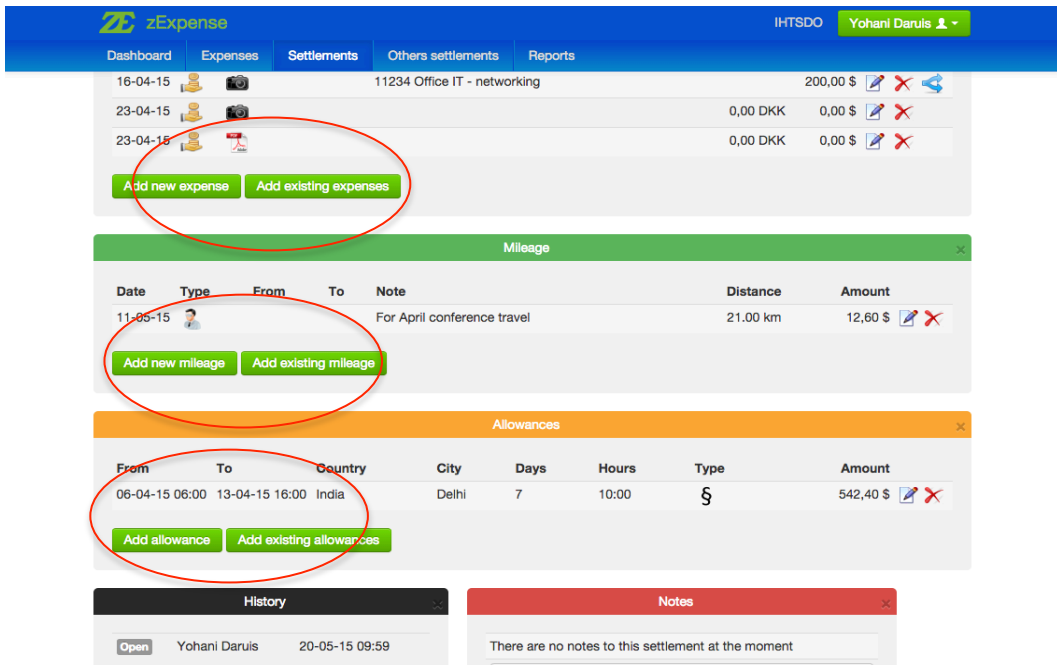 ZE zExpense IHTSDO Yohani Daruis
Dashboard Expenses Settlements Others settlements Reports
16-04-15 11234 Office IT - networking 200,00 $
23-04-15 0,00 DKK 0,00 $
23-04-15 0,00 DKK 0,00 $
Add new expense Add existing expenses
Mileage
Date Type From To Note Distance Amount
11-05-15 For April conference travel 21.00 km 12,60 $
Add new mileage Add existing mileage
Allowances
From To Country City Days Hours Type Amount
06-04-15 06:00 13-04-15 16:00 India Delhi 7 10:00 § 542,40 $
Add allowance Add existing allowances
History Notes
Open Yohani Daruis 20-05-15 09:59 There are no notes to this settlement at the moment